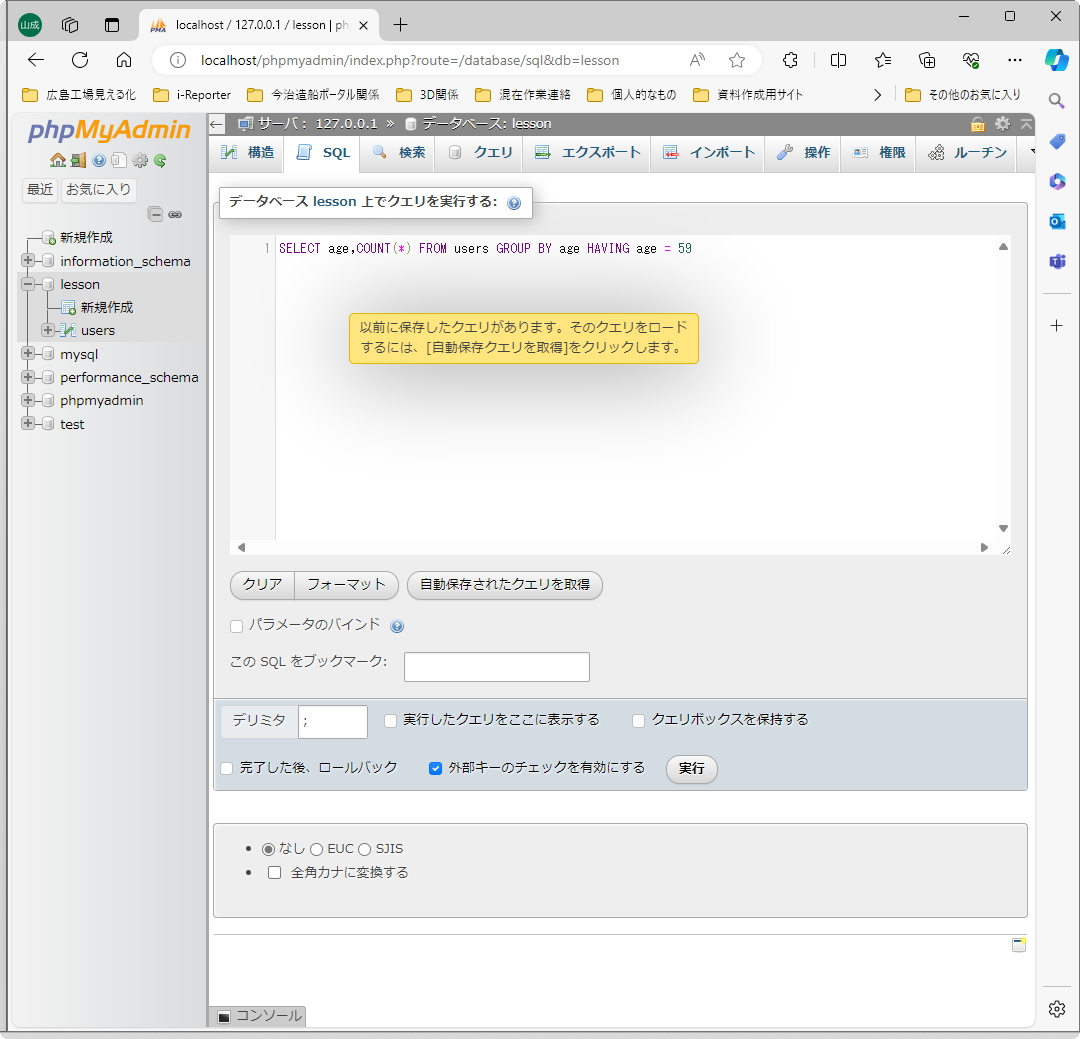 山成
localhost / 127.0.0.1 / lesson | ph
localhost/phpmyadmin/index.php?route=/database/sql&db=lesson
広島工場見える化 i-Reporter 今治造船ポータル関係 3D関係 混在作業連絡 個人的なもの 資料作成用サイト その他のお気に入り
phpMyAdmin
最近 お気に入り
新規作成
information_schema
lesson
新規作成
users
mysql
performance_schema
phpmyadmin
test
サーバ: 127.0.0.1 » データベース: lesson
構造 SQL 検索 クエリ エクスポート インポート 操作 権限 ルーチン
データベース lesson 上でクエリを実行する:
1 SELECT age,COUNT(*) FROM users GROUP BY age HAVING age = 59
以前に保存したクエリがあります。そのクエリをロード
するには、[自動保存クエリを取得]をクリックします。
クリア フォーマット 自動保存されたクエリを取得
パラメータのバインド
この SQL をブックマーク:
デリミタ ; 実行したクエリをここに表示する クエリボックスを保持する
完了した後、ロールバック 外部キーのチェックを有効にする 実行
なし EUC SJIS
全角カナに変換する
コンソール